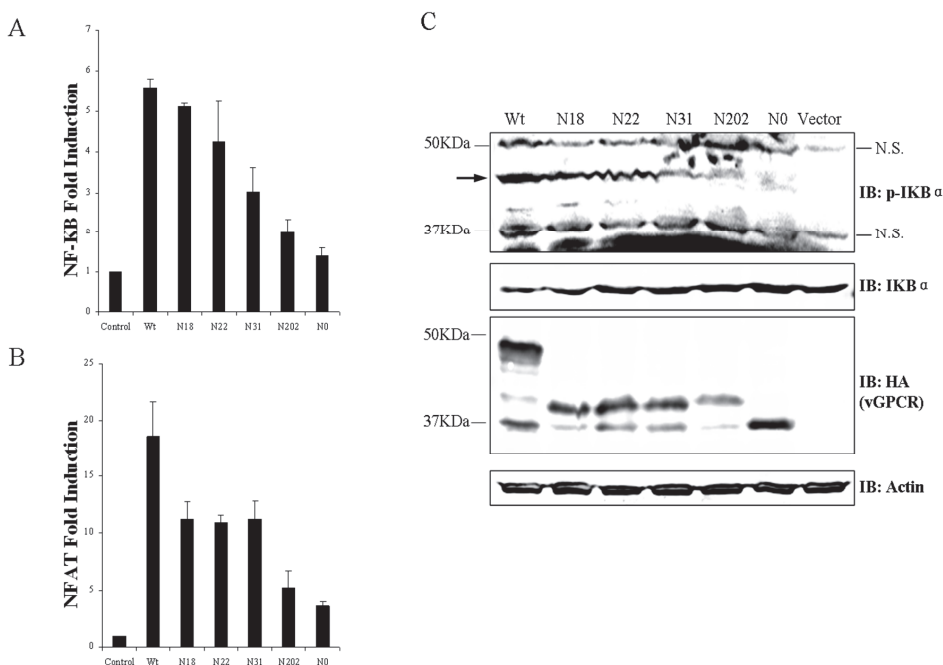 A
NF-KB Fold Induction
7
6
5
4
3
2
1
0
Control Wt N18 N22 N31 N202 N0
B
NFAT Fold Induction
25
20
15
10
5
0
Control Wt N18 N22 N31 N202 N0
C
Wt N18 N22 N31 N202 N0 Vector
50KDa
N.S.
IB: p-IKB α
37KDa
N.S.
IB: IKB α
50KDa
IB: HA
(vGPCR)
37KDa
IB: Actin